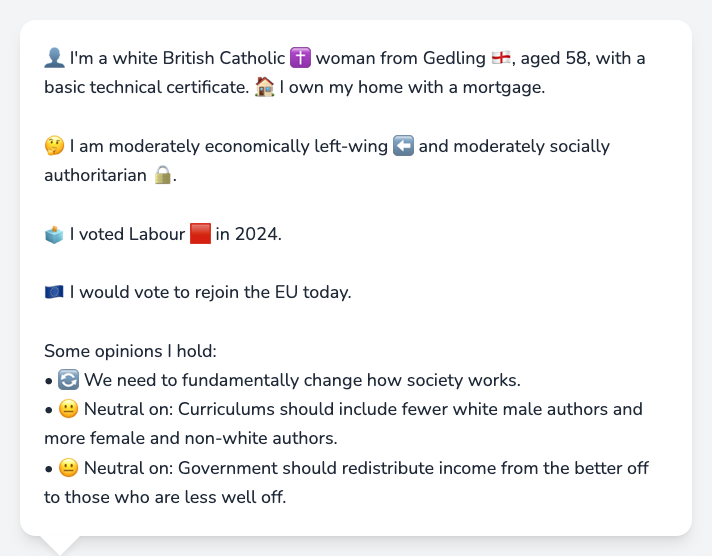 👤 I'm a white British Catholic ✝️ woman from Gedling 🏴󠁧󠁢󠁥󠁮󠁧󠁿, aged 58, with a
basic technical certificate. 🏠 I own my home with a mortgage.
🤔 I am moderately economically left-wing ⬅️ and moderately socially
authoritarian 🔒.
🗳️ I voted Labour 🟥 in 2024.
🇪🇺 I would vote to rejoin the EU today.
Some opinions I hold:
• 🔄 We need to fundamentally change how society works.
• 😐 Neutral on: Curriculums should include fewer white male authors and
more female and non-white authors.
• 😐 Neutral on: Government should redistribute income from the better off
to those who are less well off.